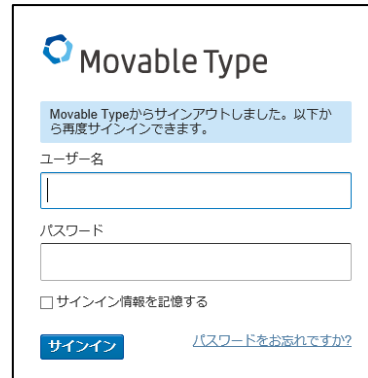 Movable Type
Movable Typeからサインアウトしました。以下か
ら再度サインインできます。
ユーザー名
パスワード
サインイン情報を記憶する
サインイン
パスワードをお忘れですか?